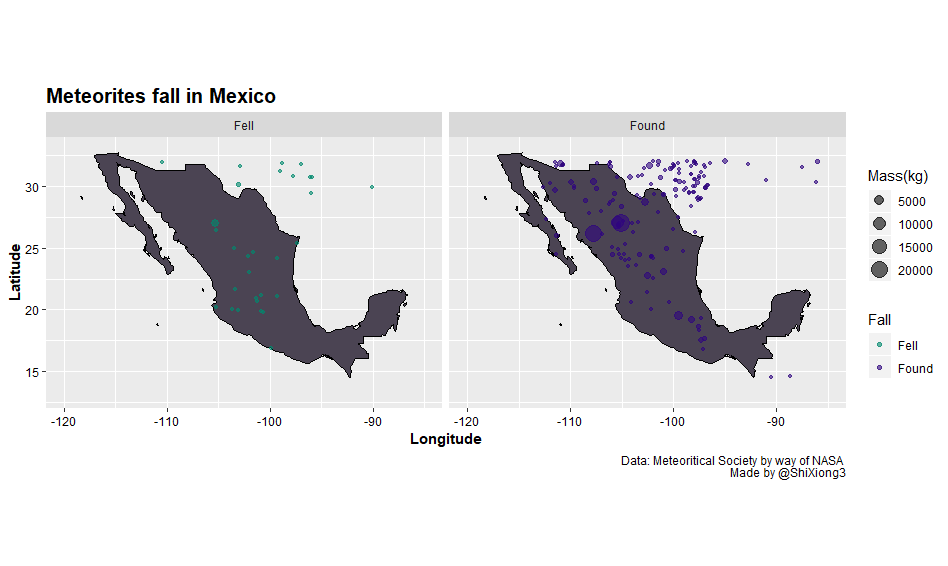 Meteorites fall in Mexico
Fell
Found
30
25
20
15
Latitude
-120
-110
-100
-90
-120
-110
-100
-90
Longitude
Mass(kg)
5000
10000
15000
20000
Fall
Fell
Found
Data: Meteoritical Society by way of NASA
Made by @ShiXiong3